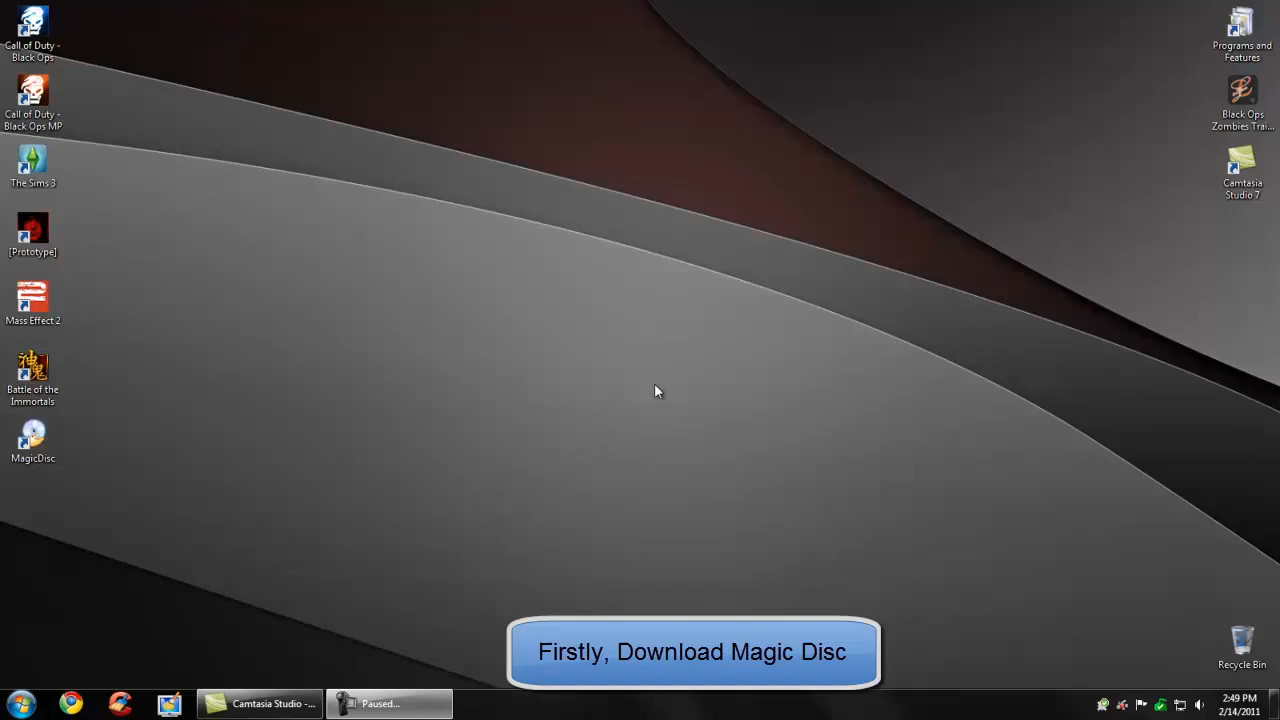 Call of Duty -
Black Ops
Call of Duty -
Black Ops MP
The Sims 3
[Prototype]
Mass Effect 2
神
鬼
Battle of the
Immortals
MagicDisc
Programs and
Features
Black Ops
Zombies Trai...
Camtasia
Studio 7
Recycle Bin
Firstly, Download Magic Disc
Camtasia Studio -...
Paused...
2:49 PM
2/14/2011